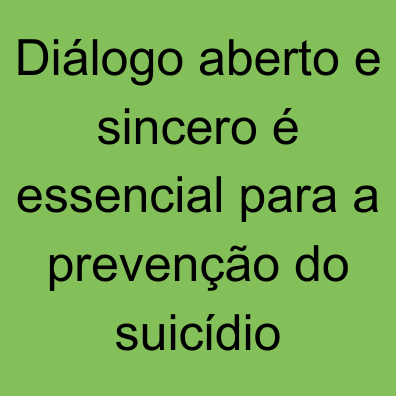 Diálogo aberto e
sincero é
essencial para a
prevenção do
suicídio